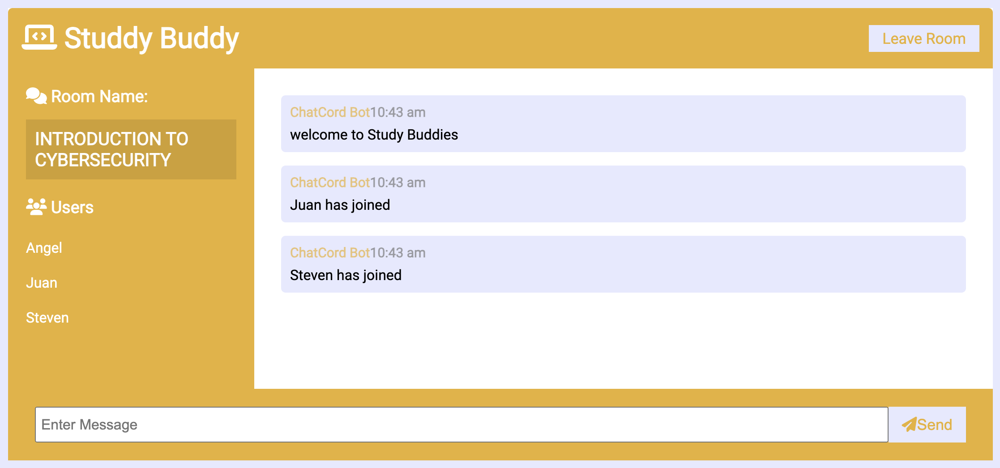 Studdy Buddy
Leave Room
Room Name:
INTRODUCTION TO
CYBERSECURITY
Users
Angel
Juan
Steven
ChatCord Bot10:43 am
welcome to Study Buddies
ChatCord Bot10:43 am
Juan has joined
ChatCord Bot10:43 am
Steven has joined
Enter Message
Send